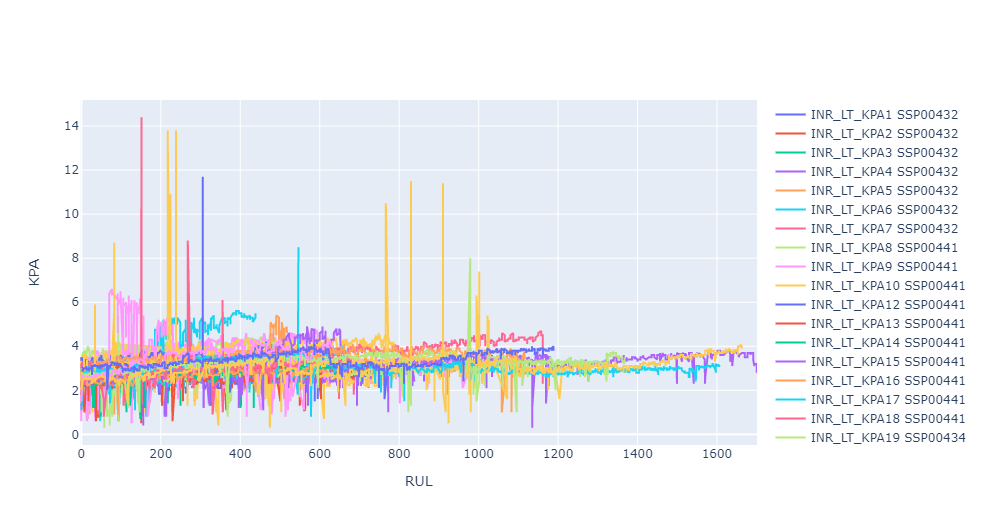 14
12
10
8
6
4
2
0
KPA
0 200 400 600 800 1000 1200 1400 1600
RUL
INR_LT_KPA1 SSP00432
INR_LT_KPA2 SSP00432
INR_LT_KPA3 SSP00432
INR_LT_KPA4 SSP00432
INR_LT_KPA5 SSP00432
INR_LT_KPA6 SSP00432
INR_LT_KPA7 SSP00432
INR_LT_KPA8 SSP00441
INR_LT_KPA9 SSP00441
INR_LT_KPA10 SSP00441
INR_LT_KPA12 SSP00441
INR_LT_KPA13 SSP00441
INR_LT_KPA14 SSP00441
INR_LT_KPA15 SSP00441
INR_LT_KPA16 SSP00441
INR_LT_KPA17 SSP00441
INR_LT_KPA18 SSP00441
INR_LT_KPA19 SSP00434